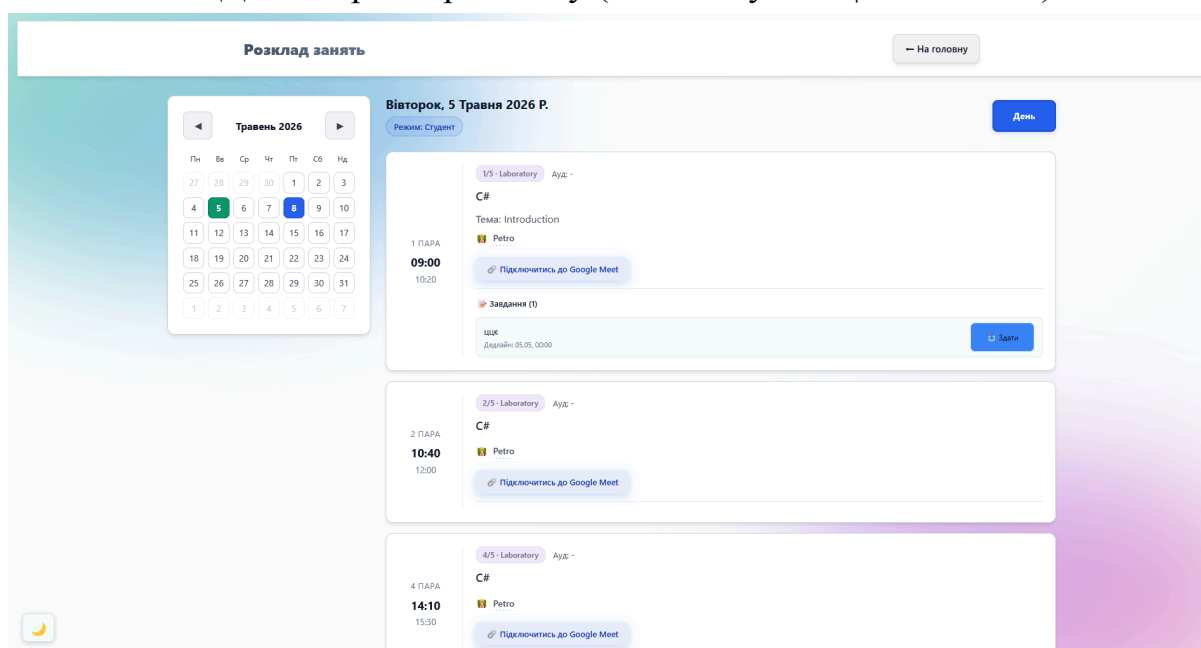 Розклад занять
← На головну
◄ Травень 2026 ►
Пн Вв Ср Чт Пт Сб Нд
27 28 29 30 1 2 3
4 5 6 7 8 9 10
11 12 13 14 15 16 17
18 19 20 21 22 23 24
25 26 27 28 29 30 31
1 2 3 4 5 6 7
Вівторок, 5 Травня 2026 Р.
Режим: Студент
День
1 ПАРА
09:00
10:20
1/5 · Laboratory Ауд: -
C#
Тема: Introduction
Petro
Підключитись до Google Meet
Завдання (1)
ццк
Дедлайн: 05.05, 00:00
Здати
2 ПАРА
10:40
12:00
2/5 · Laboratory Ауд: -
C#
Petro
Підключитись до Google Meet
4 ПАРА
14:10
15:30
4/5 · Laboratory Ауд: -
C#
Petro
Підключитись до Google Meet